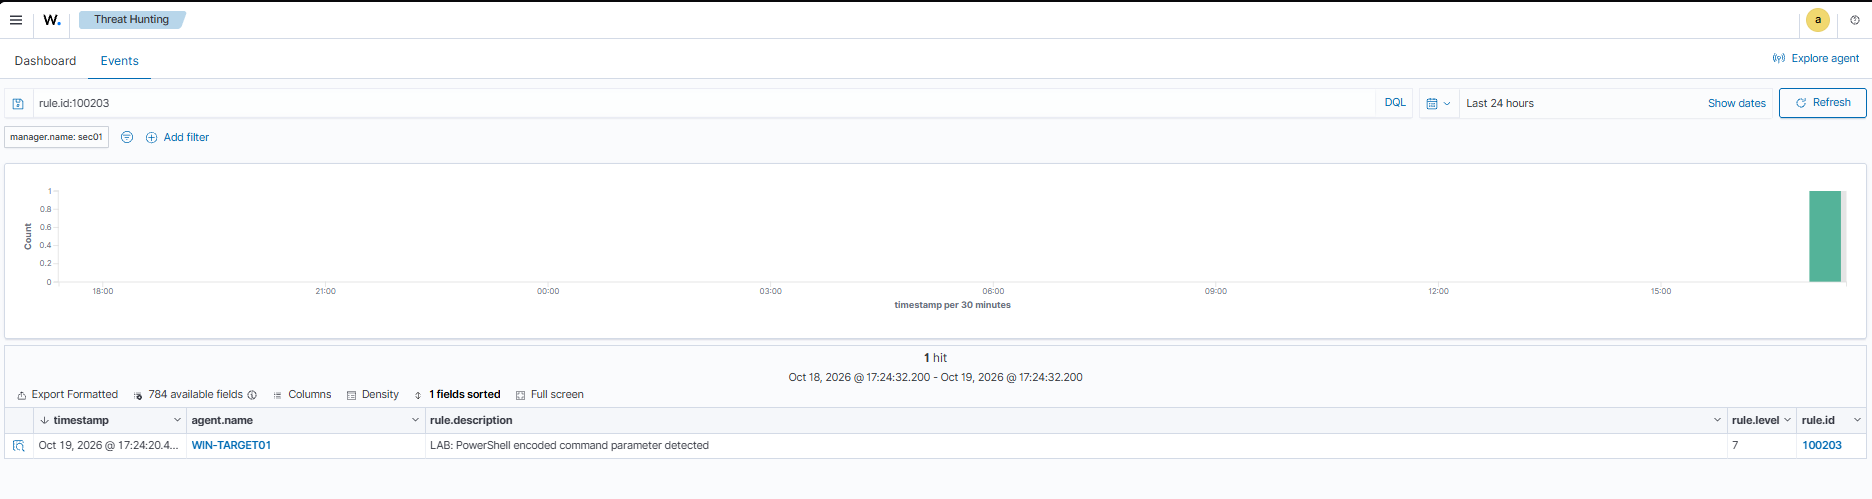 W. Threat Hunting a
Dashboard Events Explore agent
rule.id:100203 DQL Last 24 hours Show dates Refresh
manager.name: sec01 Add filter
1
0.8
0.6
0.4
0.2
0
Count
18:00 21:00 00:00 03:00 06:00 09:00 12:00 15:00
timestamp per 30 minutes
1 hit
Oct 18, 2026 @ 17:24:32.200 - Oct 19, 2026 @ 17:24:32.200
Export Formatted 784 available fields Columns Density 1 fields sorted Full screen
timestamp agent.name rule.description rule.level rule.id
Oct 19, 2026 @ 17:24:20.4... WIN-TARGET01 LAB: PowerShell encoded command parameter detected 7 100203